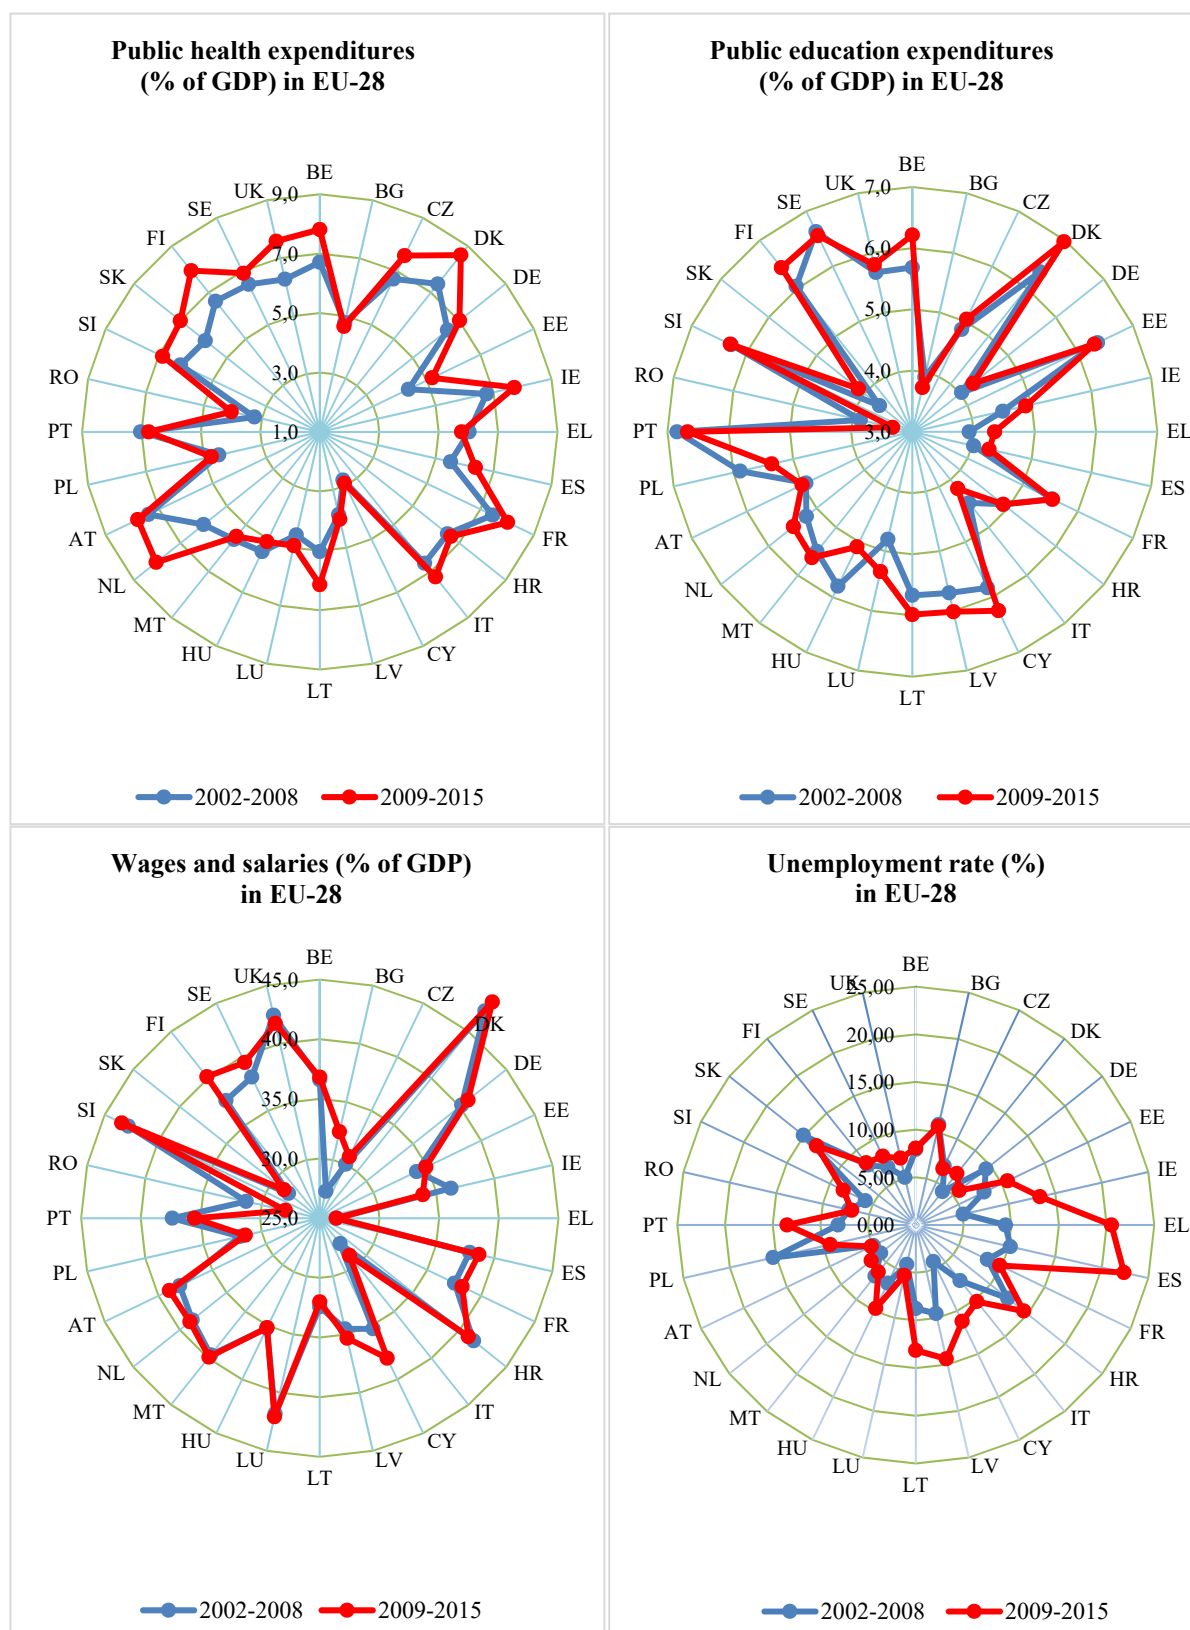 Public health expenditures
(% of GDP) in EU-28
BE
BG
CZ
DK
DE
EE
IE
EL
ES
FR
HR
IT
CY
LV
LT
LU
HU
MT
NL
AT
PL
PT
RO
SI
SK
FI
SE
UK
9,0
7,0
5,0
3,0
1,0
2002-2008
2009-2015
Public education expenditures
(% of GDP) in EU-28
BE
BG
CZ
DK
DE
EE
IE
EL
ES
FR
HR
IT
CY
LV
LT
LU
HU
MT
NL
AT
PL
PT
RO
SI
SK
FI
SE
UK
7,0
6,0
5,0
4,0
3,0
2002-2008
2009-2015
Wages and salaries (% of GDP)
in EU-28
BE
BG
CZ
DK
DE
EE
IE
EL
ES
FR
HR
IT
CY
LV
LT
LU
HU
MT
NL
AT
PL
PT
RO
SI
SK
FI
SE
UK
45,0
40,0
35,0
30,0
25,0
2002-2008
2009-2015
Unemployment rate (%)
in EU-28
BE
BG
CZ
DK
DE
EE
IE
EL
ES
FR
HR
IT
CY
LV
LT
LU
HU
MT
NL
AT
PL
PT
RO
SI
SK
FI
SE
UK
25,00
20,00
15,00
10,00
5,00
0,00
2002-2008
2009-2015